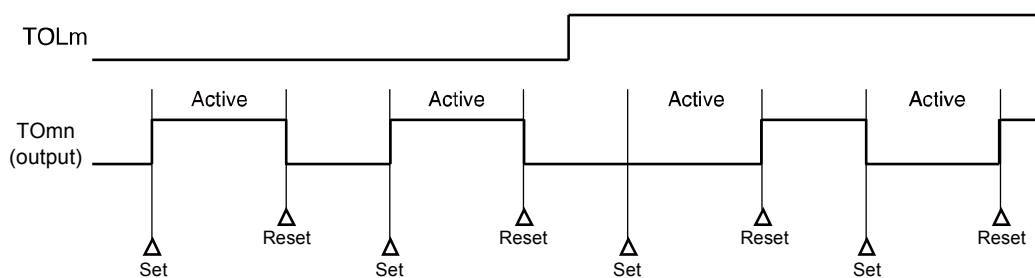 TOLm
Active Active Active Active
TOmn
(output)
Reset Reset Reset Reset
Set Set Set Set